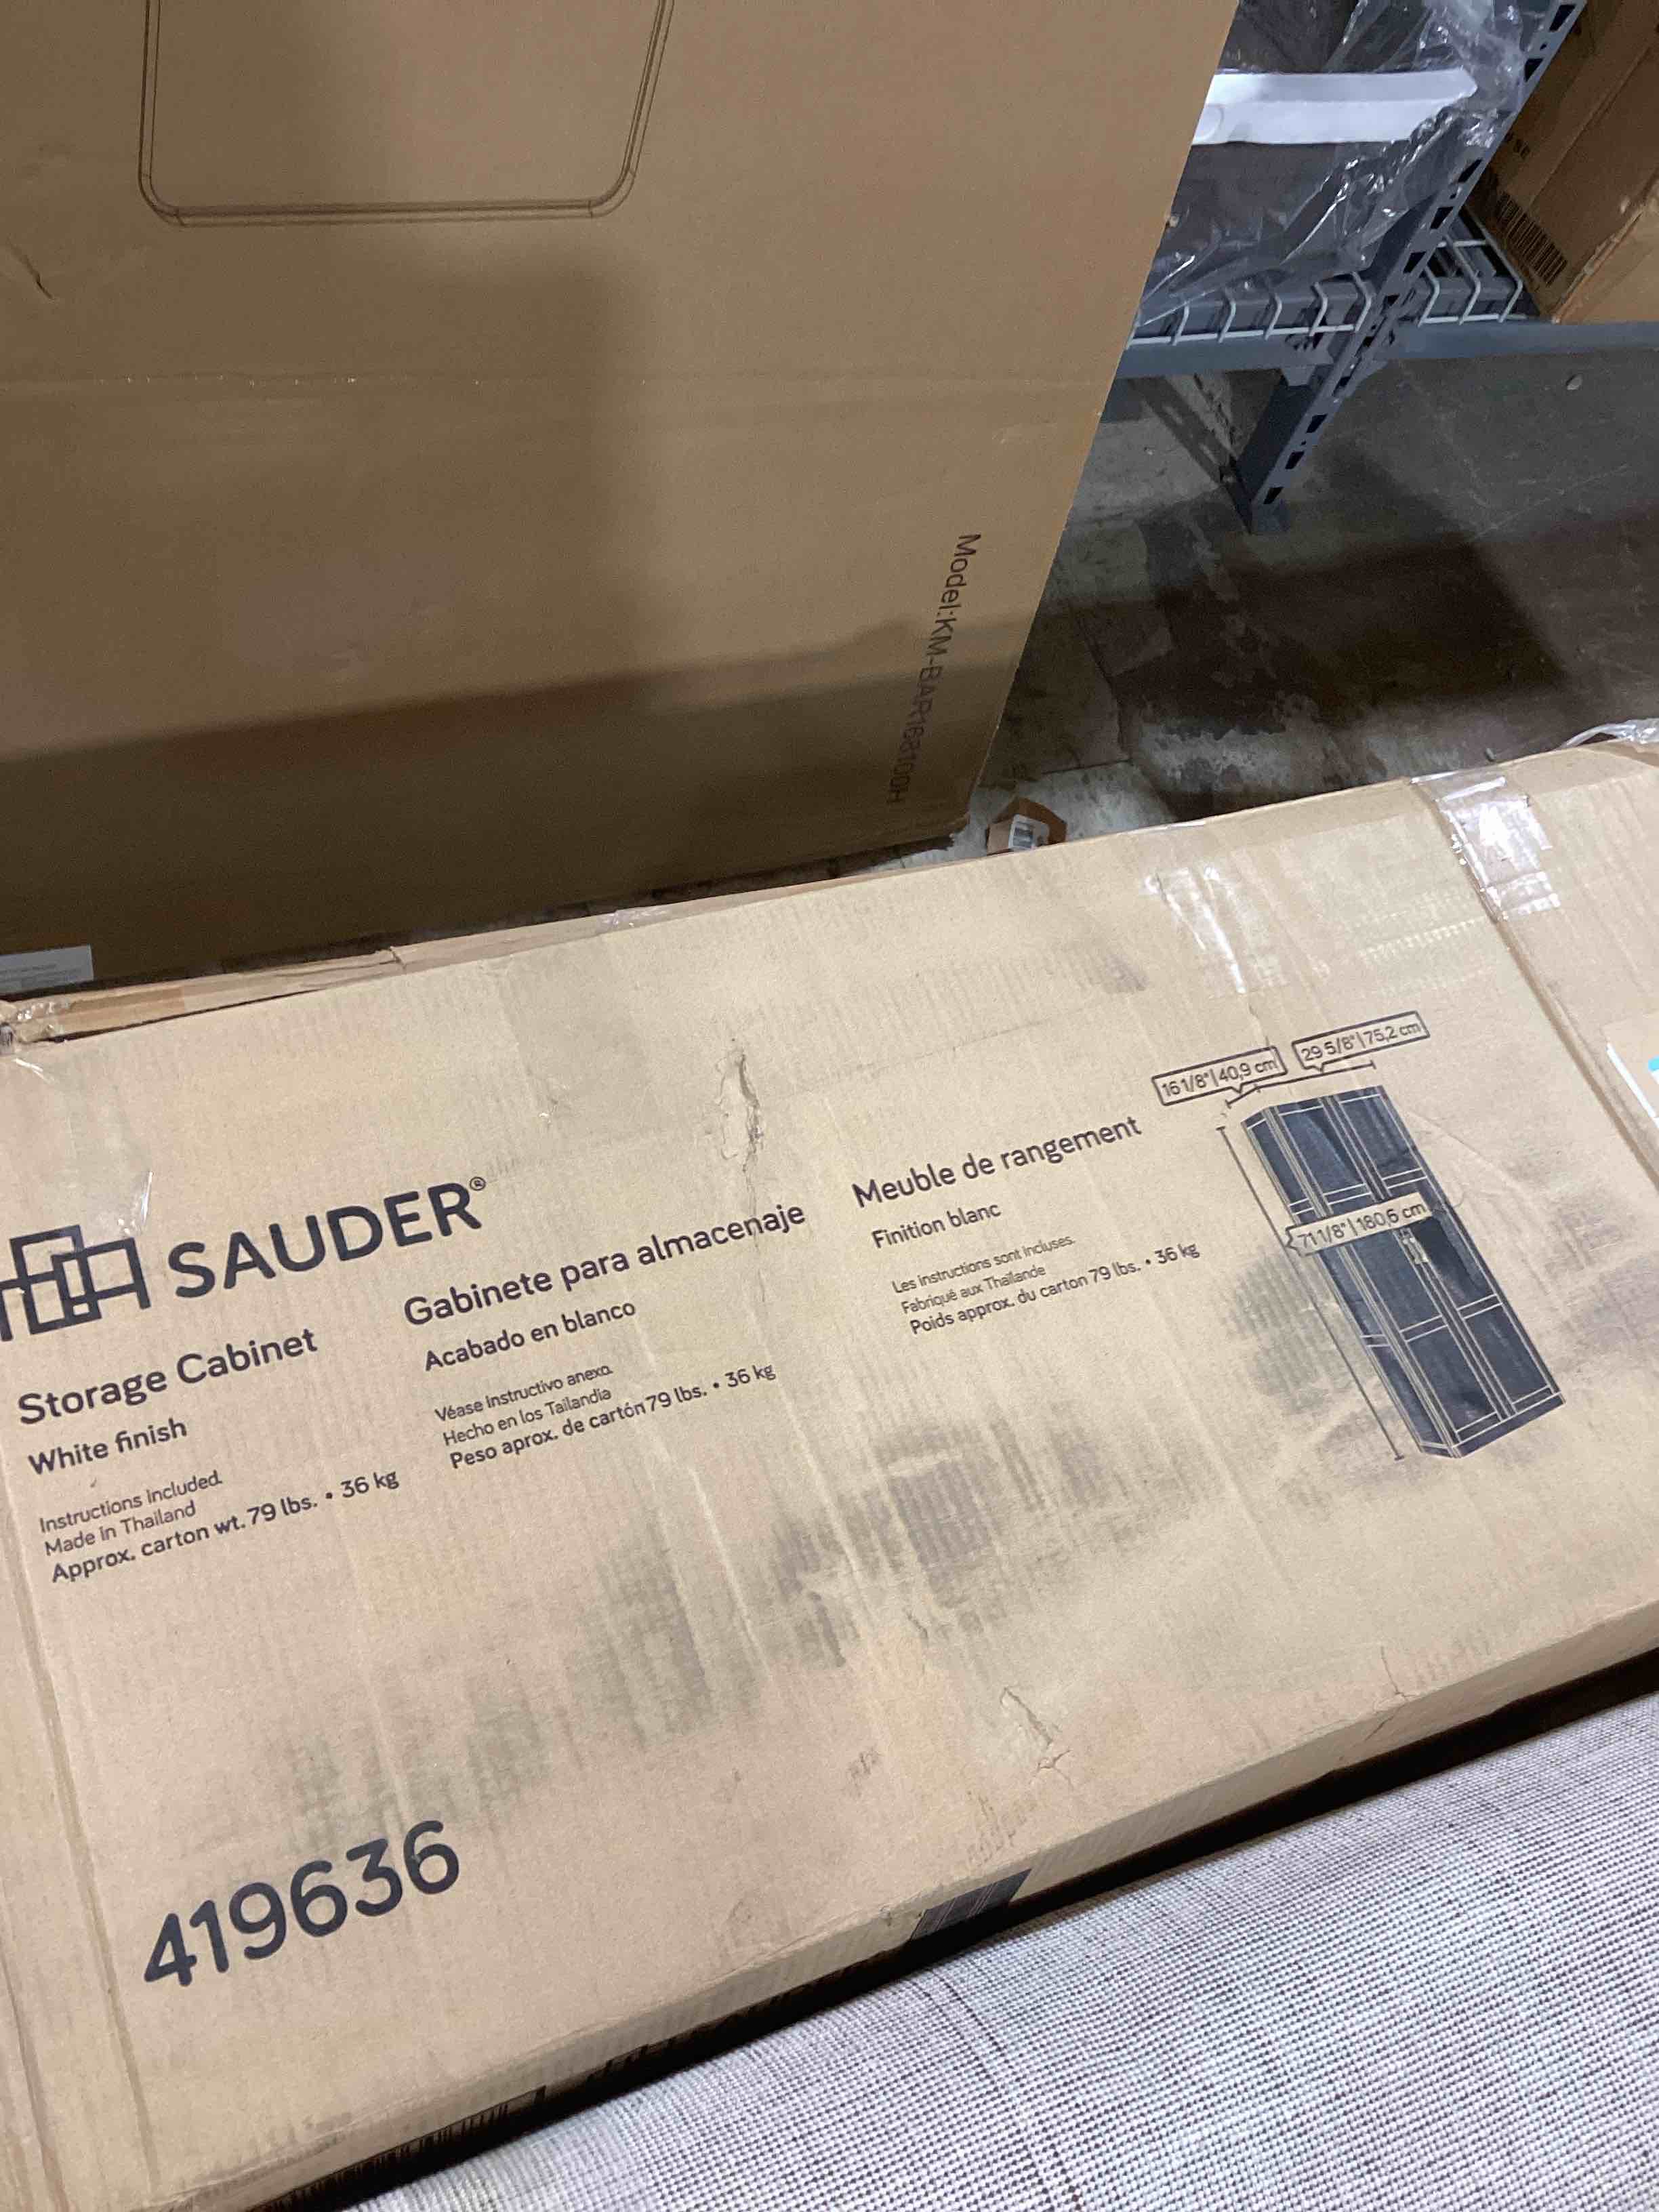 Model:KM-BAR168100H
SAUDER®
Storage Cabinet
White finish
Instructions Included.
Made in Thailand
Approx. carton wt. 79 lbs. • 36 kg
Gabinete para almacenaje
Acabado en blanco
Véase Instructivo anexo.
Hecho en los Tailandia
Peso aprox. de cartón 79 lbs. • 36 kg
Meuble de rangement
Finition blanc
Les instructions sont incluses.
Fabriqué aux Thaïlande
Poids approx. du carton 79 lbs. • 36 kg
16 1/8" | 40,9 cm
29 5/8" | 75,2 cm
71 1/8" | 180,6 cm
419636